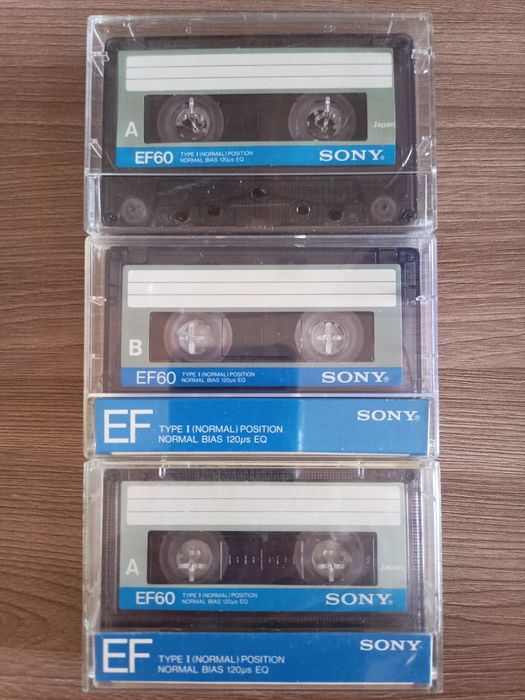 A
Japan
EF60 TYPE I (NORMAL) POSITION SONY®
NORMAL BIAS 120µs EQ
B
EF60 TYPE I (NORMAL) POSITION SONY®
NORMAL BIAS 120µs EQ
EF TYPE I (NORMAL) POSITION SONY®
NORMAL BIAS 120µs EQ
A
Japan
EF60 TYPE I (NORMAL) POSITION SONY®
NORMAL BIAS 120µs EQ
EF TYPE I (NORMAL) POSITION SONY®
NORMAL BIAS 120µs EQ